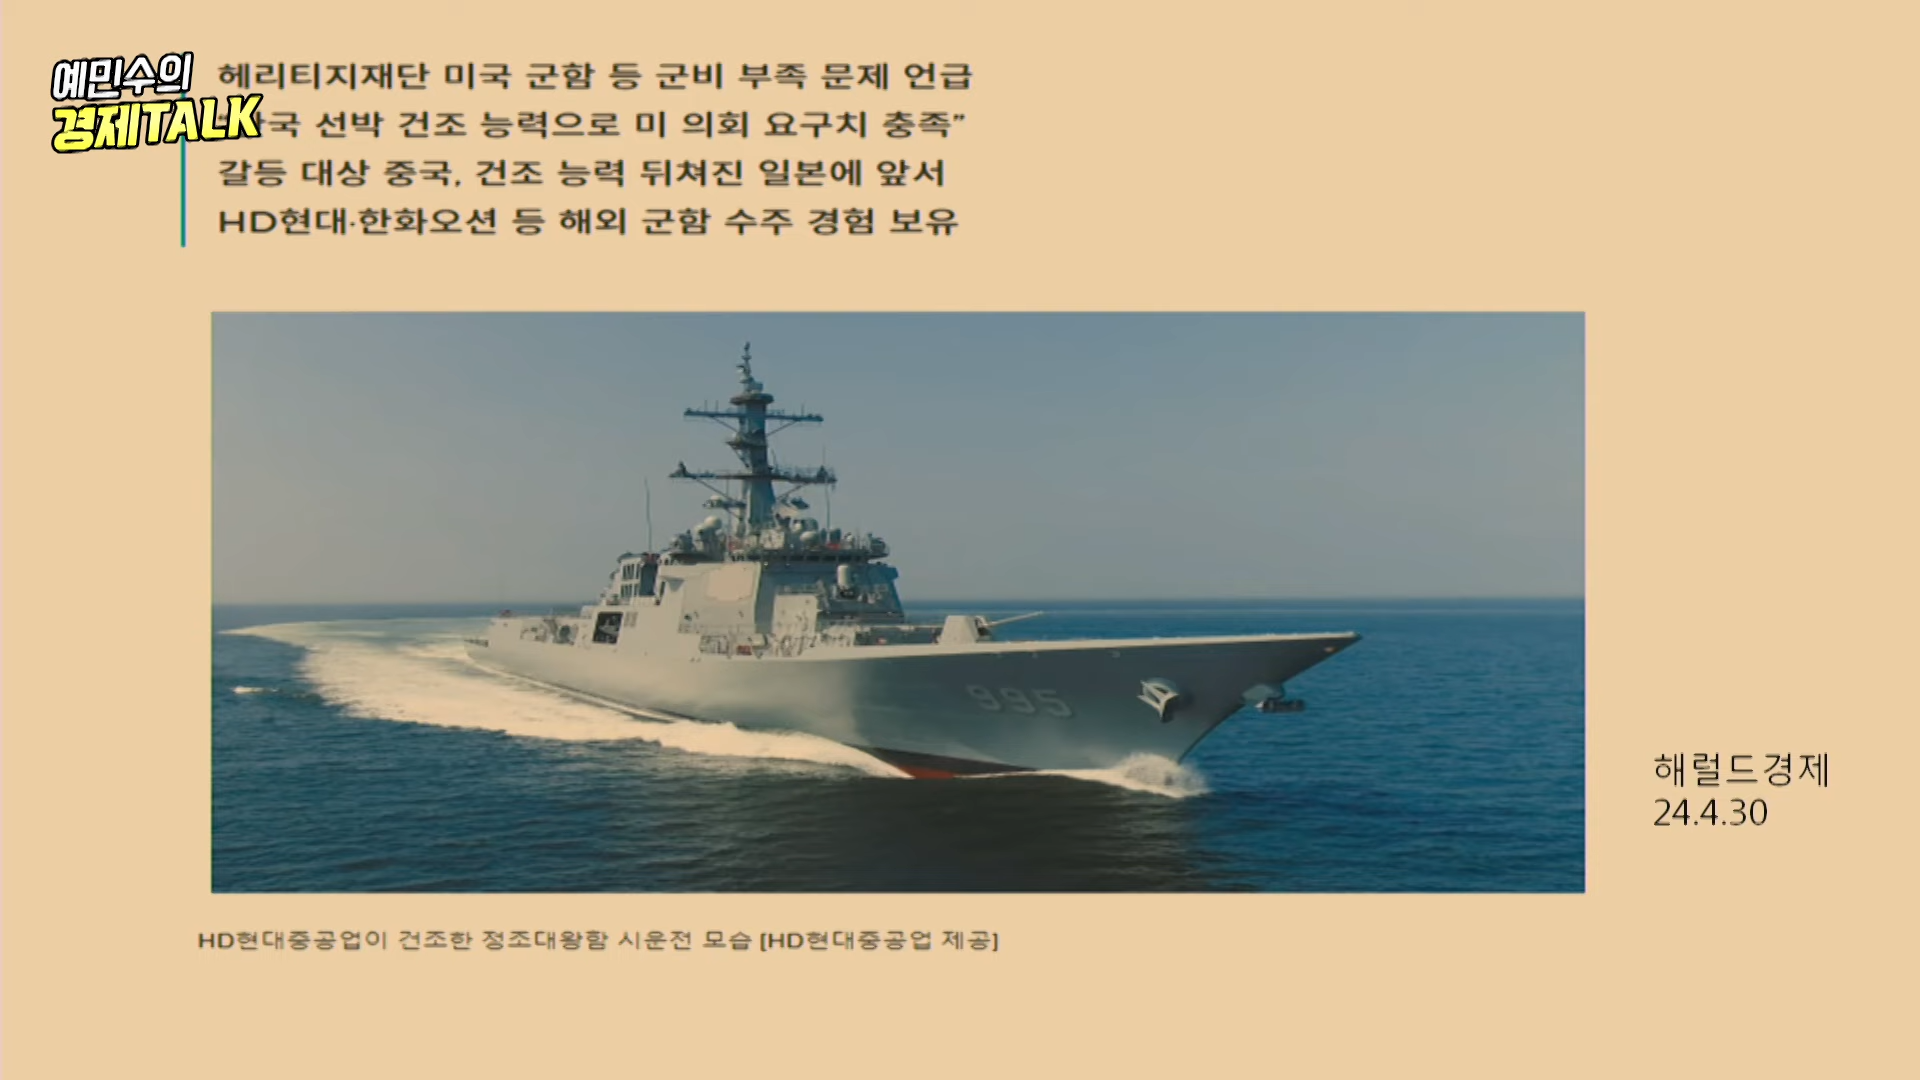 예민수의
경제TALK
헤리티지재단 미국 군함 등 군비 부족 문제 언급
선박 건조 능력으로 미 의회 요구치 충족”
갈등 대상 중국, 건조 능력 뒤쳐진 일본에 앞서
HD현대·한화오션 등 해외 군함 수주 경험 보유
995
해럴드경제
24.4.30
HD현대중공업이 건조한 정조대왕함 시운전 모습 [HD현대중공업 제공]